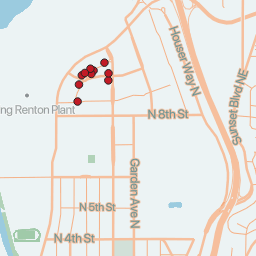 Houser Way N
Sunset Blvd NE
ng Renton Plant
N 8th St
Garden Ave N
N 5th St
N 4th St